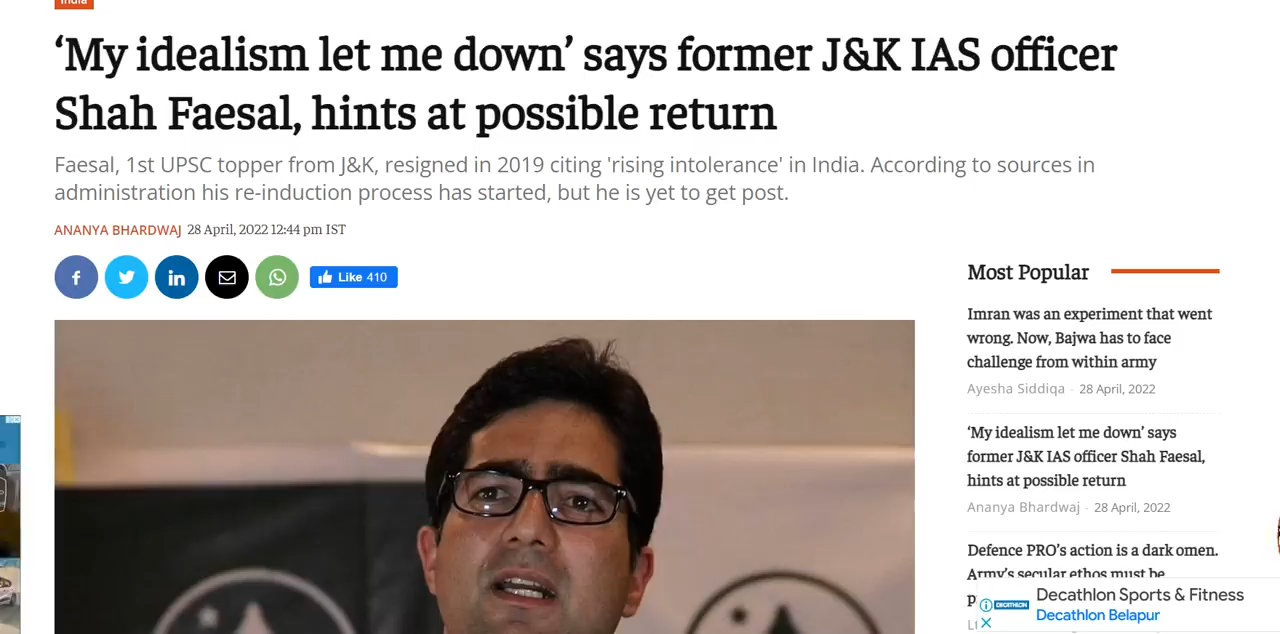 India
‘My idealism let me down’ says former J&K IAS officer
Shah Faesal, hints at possible return
Faesal, 1st UPSC topper from J&K, resigned in 2019 citing 'rising intolerance' in India. According to sources in
administration his re-induction process has started, but he is yet to get post.
ANANYA BHARDWAJ 28 April, 2022 12:44 pm IST
Like 410
Most Popular
Imran was an experiment that went
wrong. Now, Bajwa has to face
challenge from within army
Ayesha Siddiqa - 28 April, 2022
‘My idealism let me down’ says
former J&K IAS officer Shah Faesal,
hints at possible return
Ananya Bhardwaj - 28 April, 2022
Defence PRO’s action is a dark omen.
Army’s secular ethos must be
DECATHLON
Decathlon Sports & Fitness
Decathlon Belapur